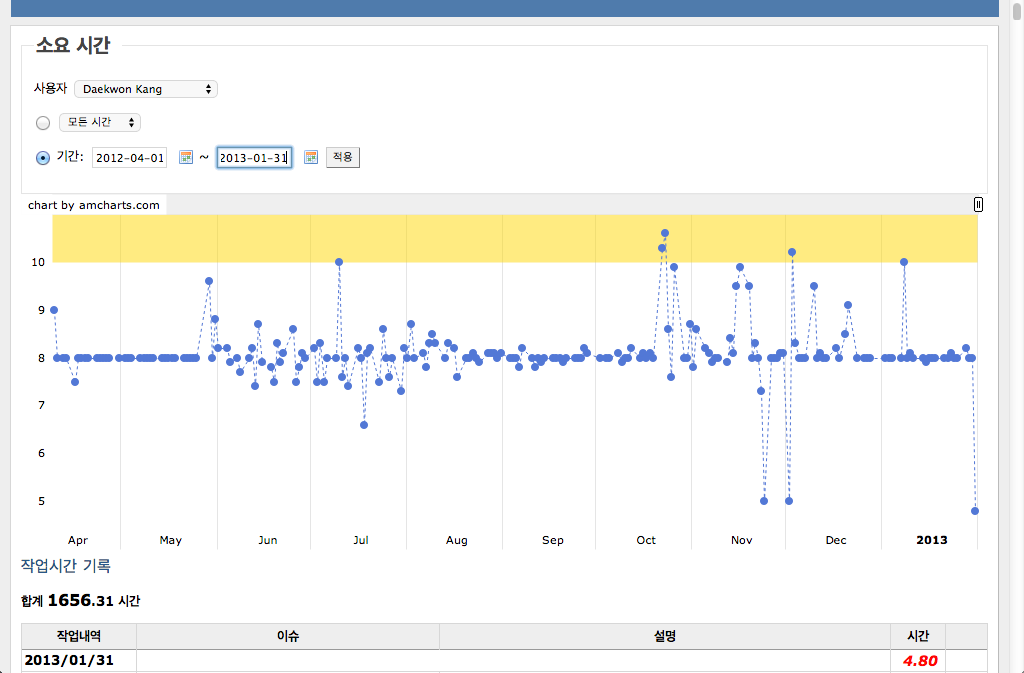 소요 시간
사용자 Daekwon Kang
모든 시간
기간: 2012-04-01 ~ 2013-01-31 적용
chart by amcharts.com
10
9
8
7
6
5
Apr May Jun Jul Aug Sep Oct Nov Dec 2013
작업시간 기록
합계 1656.31 시간
작업내역 이슈 설명 시간
2013/01/31 4.80